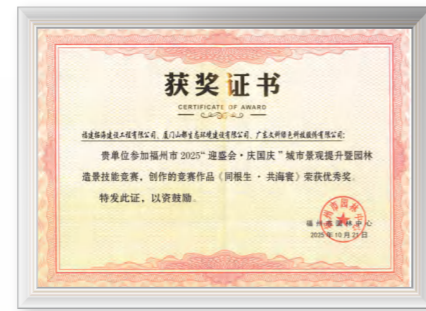 获奖证书
CERTIFICATE OF AWARD
福建榕海建设工程有限公司、厦门山都生态环境建设有限公司、广东文科绿色科技股份有限公司:
贵单位参加福州市2025“迎盛会·庆国庆”城市景观提升暨园林
造景技能竞赛，创作的竞赛作品《同根生·共海裳》荣获优秀奖。
特发此证，以资鼓励。
福州市园林中心
2025年10月21日